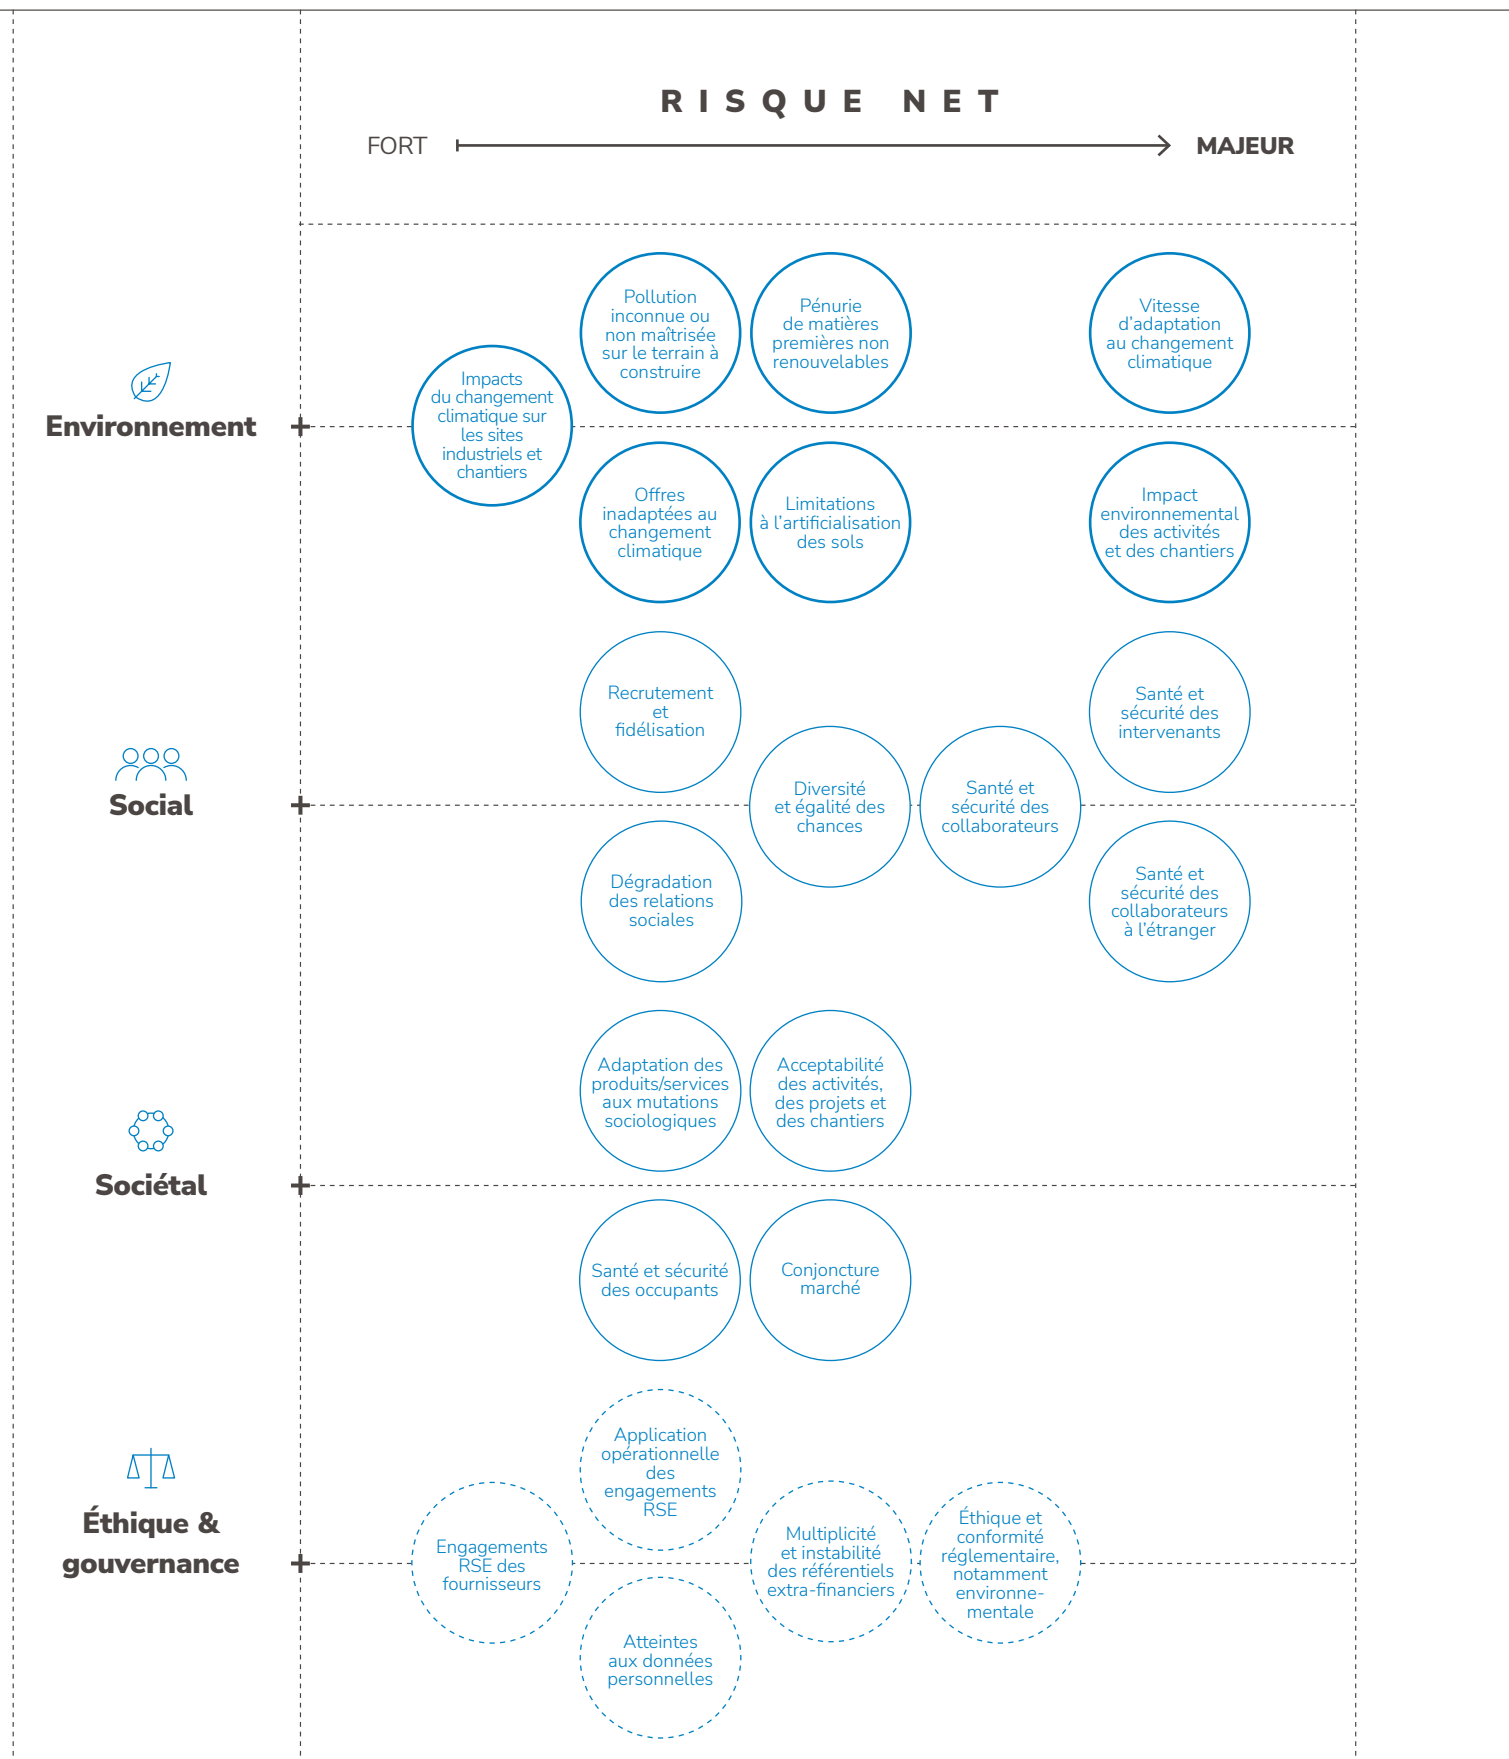 RISQUE NET
FORT
MAJEUR
Environnement
Impacts
du changement
climatique sur
les sites
industriels et
chantiers
Pollution
inconnue ou
non maîtrisée
sur le terrain à
construire
Pénurie
de matières
premières non
renouvelables
Vitesse
d'adaptation
au changement
climatique
Offres
inadaptées au
changement
climatique
Limitations
à l'artificialisation
des sols
Impact
environnemental
des activités
et des chantiers
Social
Recrutement
et
fidélisation
Diversité
et égalité des
chances
Santé et
sécurité des
collaborateurs
Santé et
sécurité des
intervenants
Dégradation
des relations
sociales
Santé et
sécurité des
collaborateurs
à l'étranger
Sociétal
Adaptation des
produits/services
aux mutations
sociologiques
Acceptabilité
des activités,
des projets et
des chantiers
Santé et sécurité
des occupants
Conjoncture
marché
Éthique &
gouvernance
Engagements
RSE des
fournisseurs
Application
opérationnelle
des
engagements
RSE
Multiplicité
et instabilité
des référentiels
extra-financiers
Éthique et
conformité
réglementaire,
notamment
environne-
mentale
Atteintes
aux données
personnelles